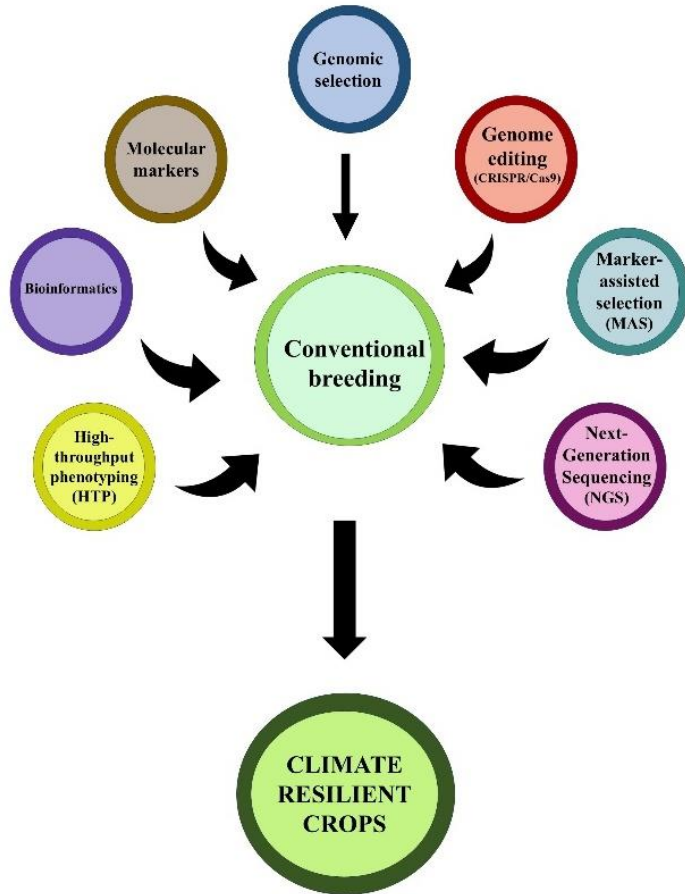 Genomic
selection
Molecular
markers
Genome
editing
(CRISPR/Cas9)
Bioinformatics
Marker-
assisted
selection
(MAS)
Conventional
breeding
High-
throughput
phenotyping
(HTP)
Next-
Generation
Sequencing
(NGS)
CLIMATE
RESILIENT
CROPS